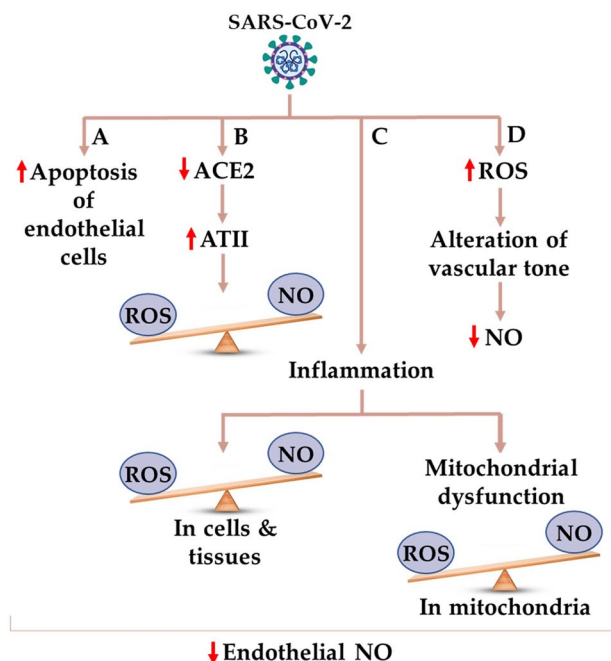 SARS-CoV-2
A
B
C
D
Apoptosis
of
endothelial
cells
ACE2
ATII
ROS
NO
ROS
Alteration of
vascular tone
NO
Inflammation
ROS
NO
In cells &
tissues
Mitochondrial
dysfunction
ROS
NO
In mitochondria
Endothelial NO